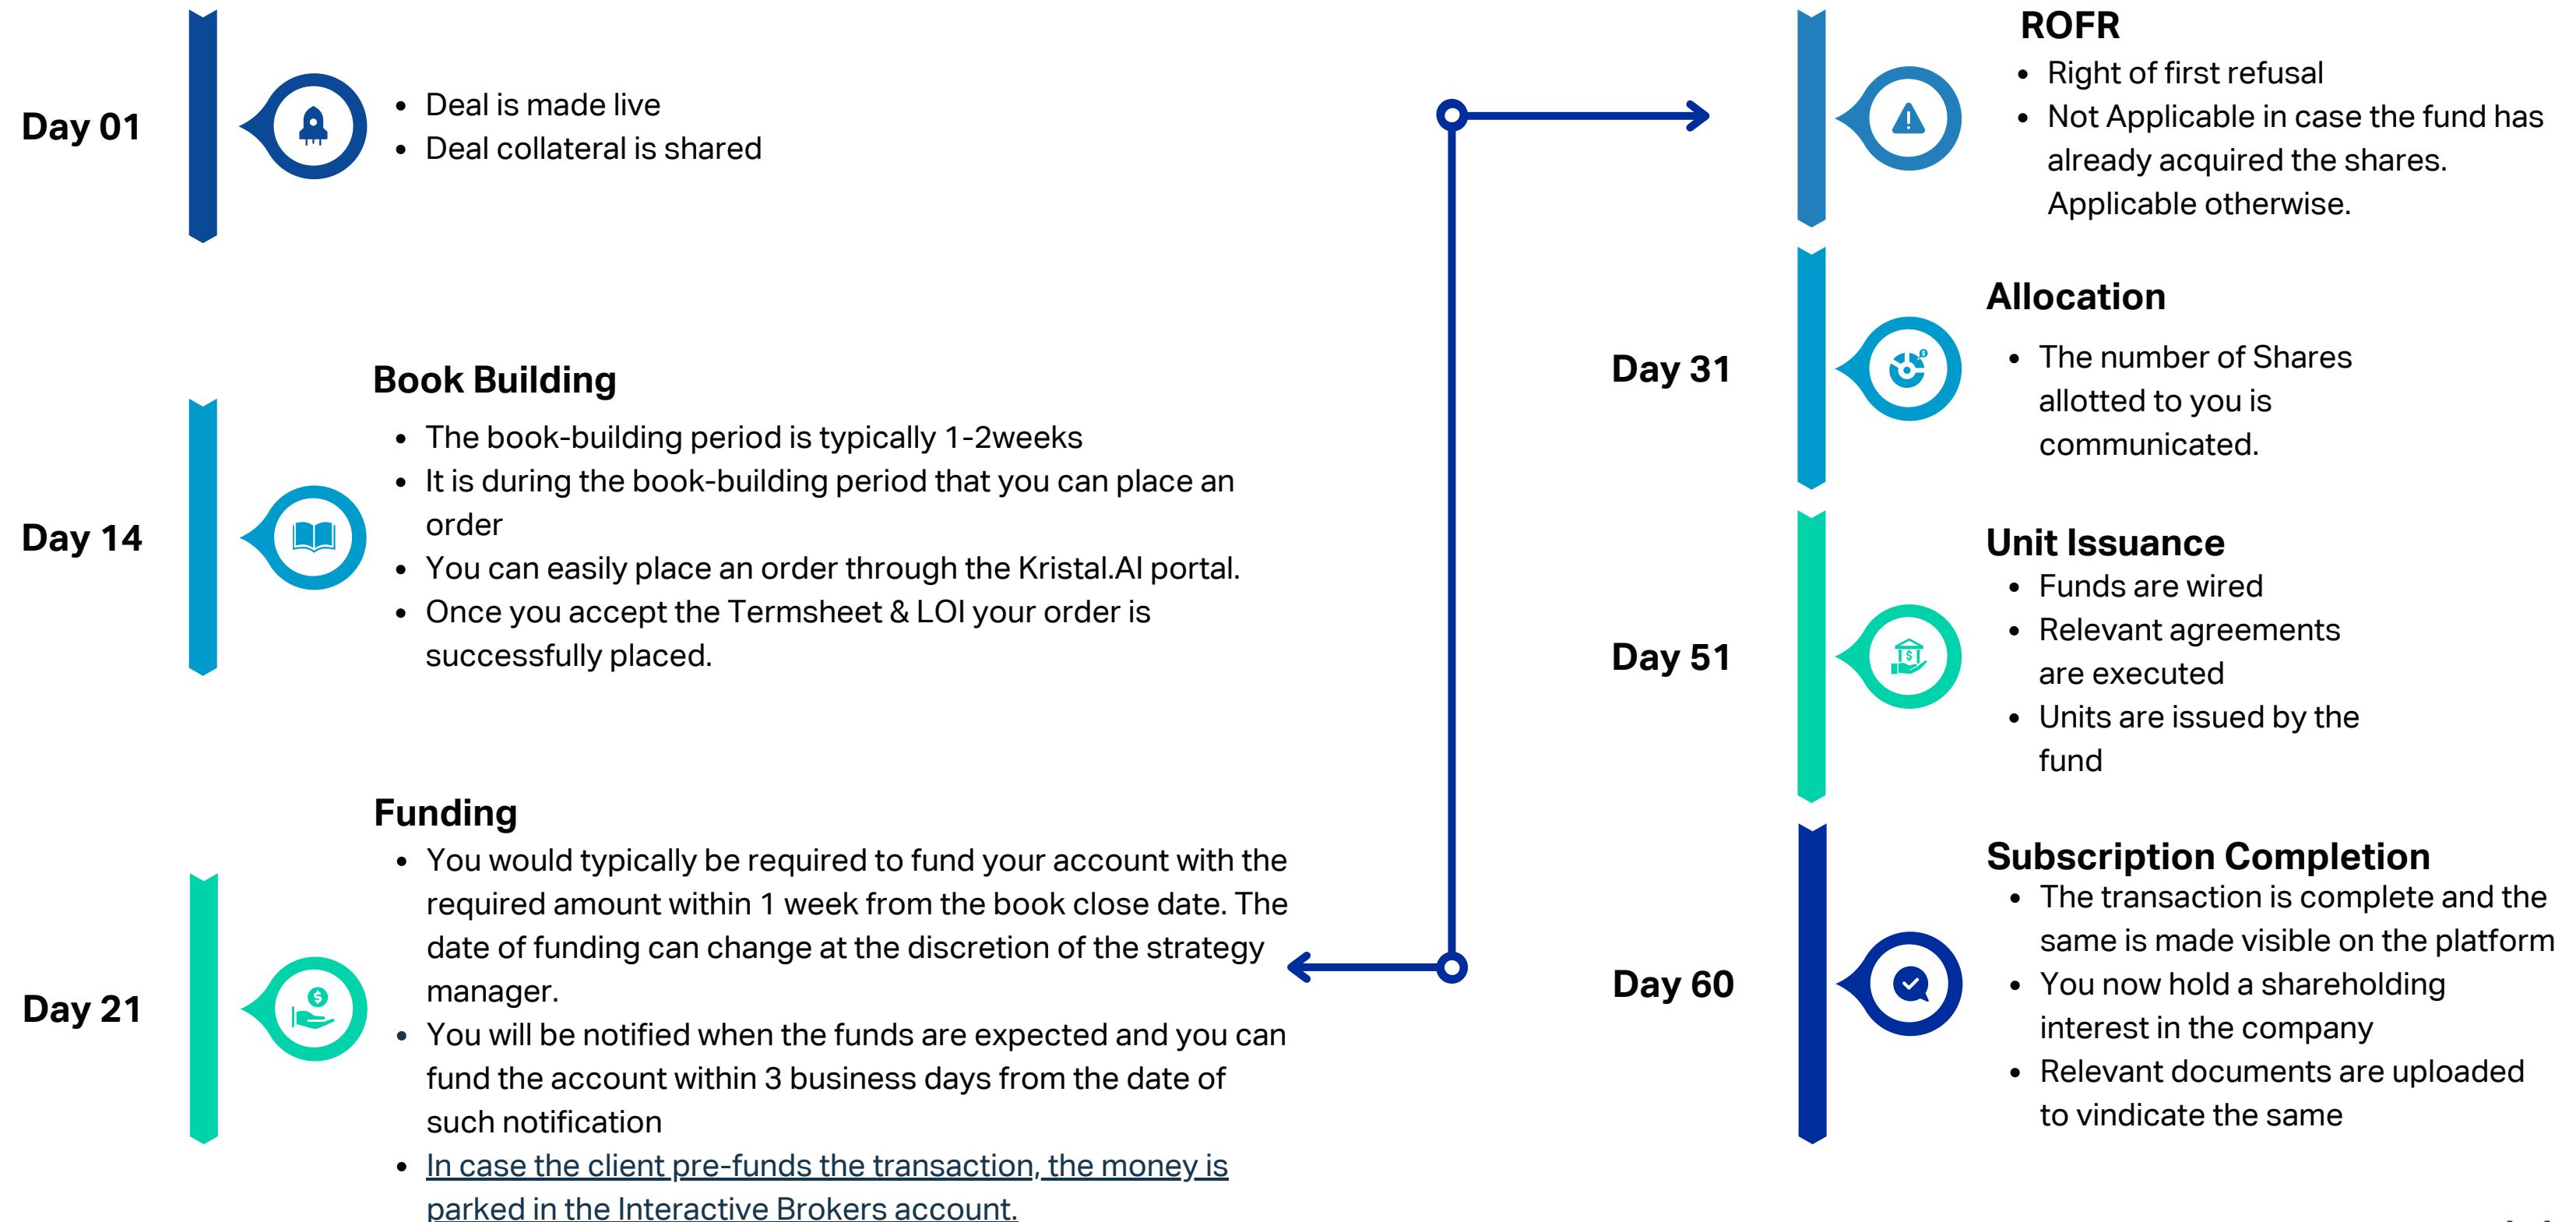 Day 01
• Deal is made live
• Deal collateral is shared
Day 14
Book Building
• The book-building period is typically 1-2weeks
• It is during the book-building period that you can place an
order
• You can easily place an order through the Kristal.AI portal.
• Once you accept the Termsheet & LOI your order is
successfully placed.
Day 21
Funding
• You would typically be required to fund your account with the
required amount within 1 week from the book close date. The
date of funding can change at the discretion of the strategy
manager.
• You will be notified when the funds are expected and you can
fund the account within 3 business days from the date of
such notification
• In case the client pre-funds the transaction, the money is
parked in the Interactive Brokers account.
ROFR
• Right of first refusal
• Not Applicable in case the fund has
already acquired the shares.
Applicable otherwise.
Day 31
Allocation
• The number of Shares
allotted to you is
communicated.
Day 51
Unit Issuance
• Funds are wired
• Relevant agreements
are executed
• Units are issued by the
fund
Day 60
Subscription Completion
• The transaction is complete and the
same is made visible on the platform
• You now hold a shareholding
interest in the company
• Relevant documents are uploaded
to vindicate the same